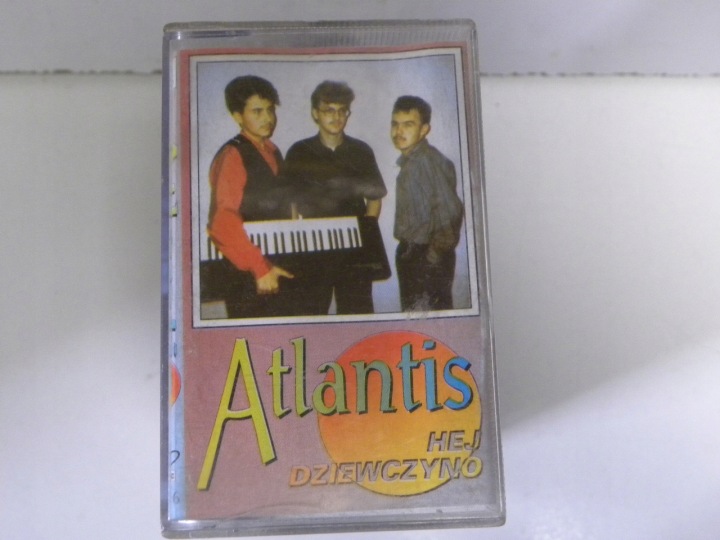 Atlantis
HEJ
DZIEWCZYNO